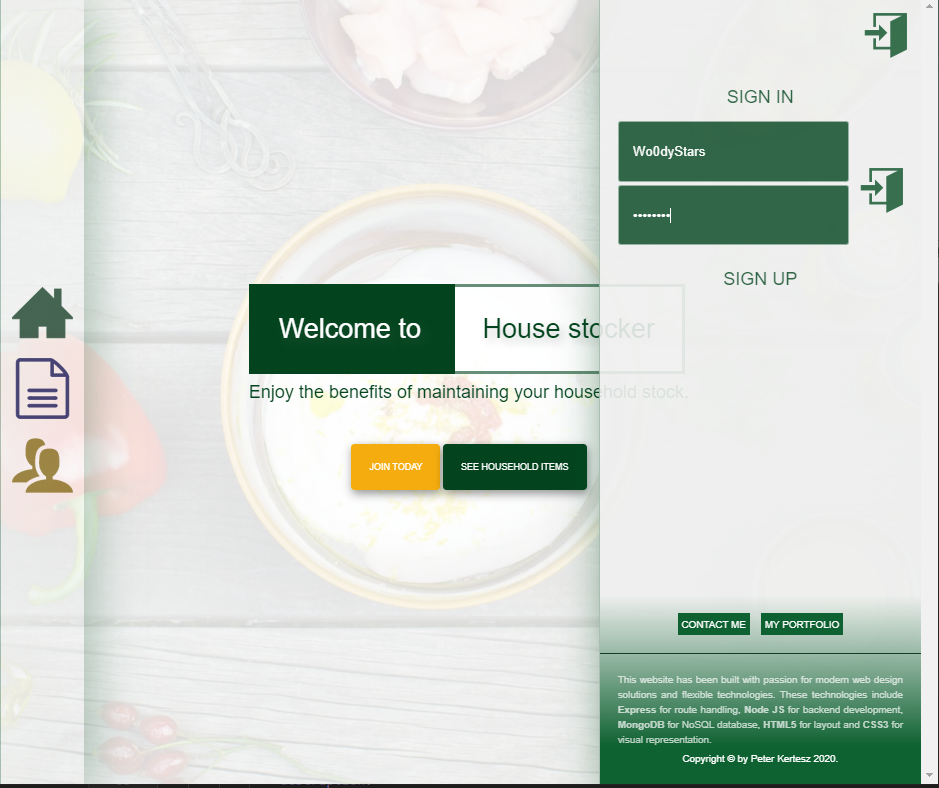 SIGN IN
Wo0dyStars
••••••••
SIGN UP
Welcome to
House stocker
Enjoy the benefits of maintaining your household stock.
JOIN TODAY
SEE HOUSEHOLD ITEMS
CONTACT ME
MY PORTFOLIO
This website has been built with passion for modern web design
solutions and flexible technologies. These technologies include
Express for route handling, Node JS for backend development,
MongoDB for NoSQL database, HTML5 for layout and CSS3 for
visual representation.
Copyright © by Peter Kertesz 2020.